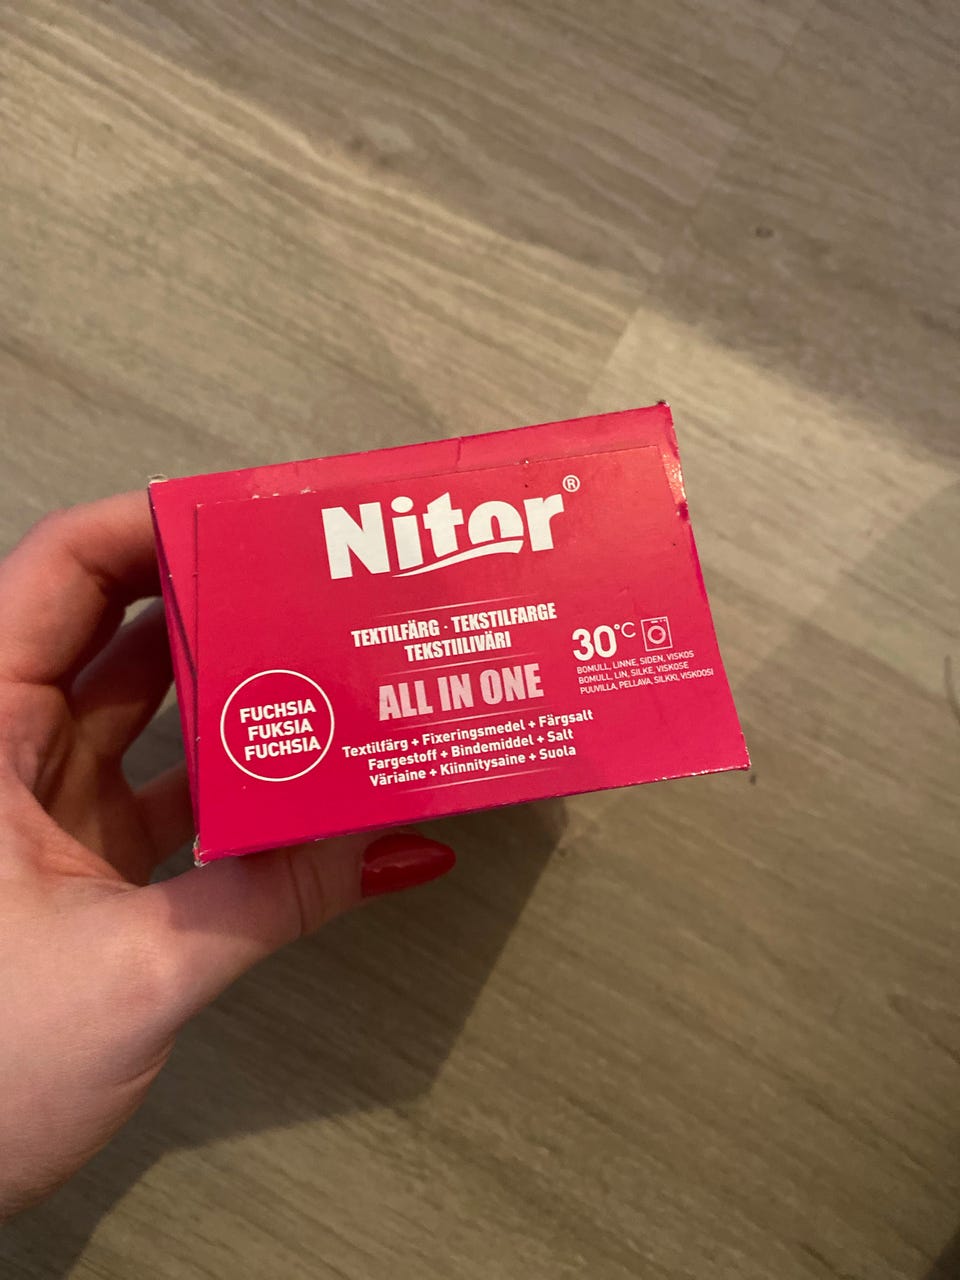 Nitor®
TEXTILFÄRG · TEKSTILFARGE
TEKSTIILIVÄRI
ALL IN ONE
Textilfärg + Fixeringsmedel + Färgsalt
Fargestoff + Bindemiddel + Salt
Väriaine + Kiinnitysaine + Suola
FUCHSIA
FUKSIA
FUCHSIA
30°C
BOMULL, LINNE, SIDEN, VISKOS
BOMULL, LIN, SILKE, VISKOSE
PUUVILLA, PELLAVA, SILKKI, VISKOOSI